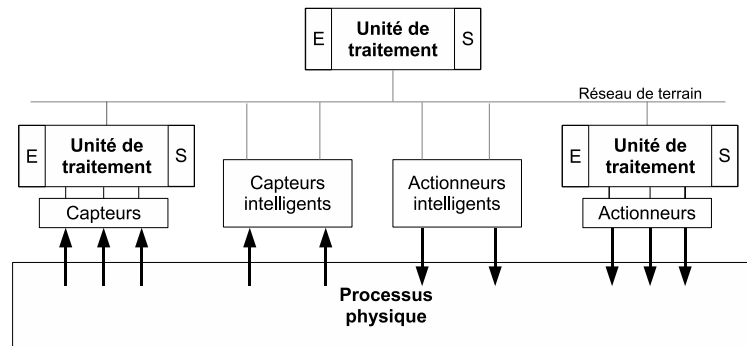 E
Unité de
traitement
S
Réseau de terrain
E
Unité de
traitement
S
Capteurs
Capteurs
intelligents
Actionneurs
intelligents
E
Unité de
traitement
S
Actionneurs
Processus
physique